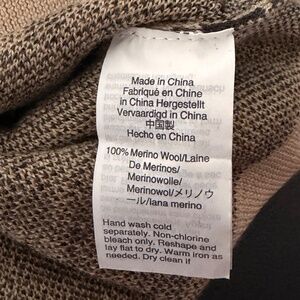 Made in China
Fabriqué en Chine
in China Hergestellt
Vervaardigd in China
中国製
Hecho en China
100% Merino Wool/Laine
De Merinos/
Merinowolle/
Merinowol/メリノウ
ール/lana merino
Hand wash cold
separately. Non-chlorine
bleach only. Reshape and
lay flat to dry. Warm iron as
needed. Dry clean if